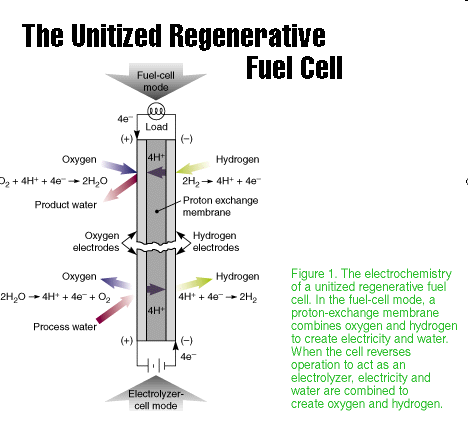 The Unitized Regenerative
Fuel Cell
Fuel-cell
mode
4e⁻
Load
(+)
(–)
Oxygen
4H⁺
Hydrogen
O₂ + 4H⁺ + 4e⁻ → 2H₂O
2H₂ → 4H⁺ + 4e⁻
Product water
Proton exchange
membrane
Oxygen
electrodes
Hydrogen
electrodes
Oxygen
Hydrogen
2H₂O → 4H⁺ + 4e⁻ + O₂
4H⁺ + 4e⁻ → 2H₂
4H⁺
Process water
(+)
(–)
4e⁻
Electrolyzer-
cell mode
Figure 1. The electrochemistry
of a unitized regenerative fuel
cell. In the fuel-cell mode, a
proton-exchange membrane
combines oxygen and hydrogen
to create electricity and water.
When the cell reverses
operation to act as an
electrolyzer, electricity and
water are combined to
create oxygen and hydrogen.